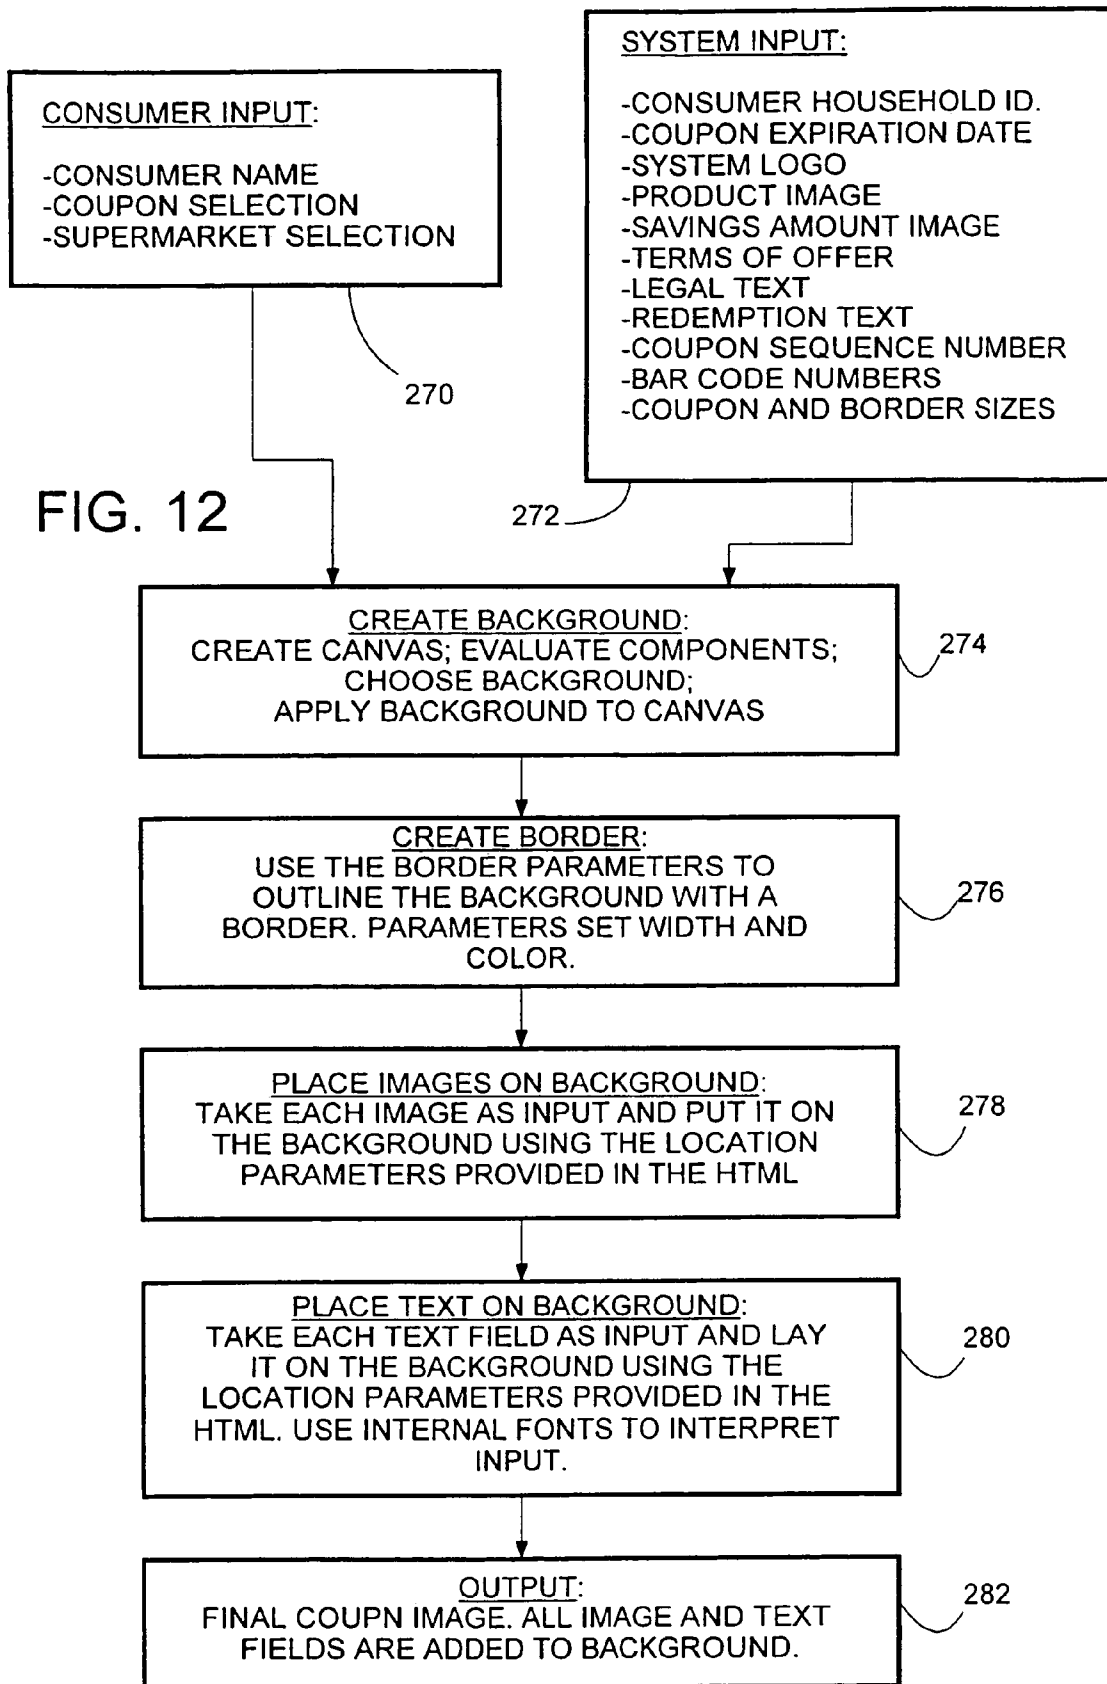 CONSUMER INPUT:
-CONSUMER NAME
-COUPON SELECTION
-SUPERMARKET SELECTION
270
SYSTEM INPUT:
-CONSUMER HOUSEHOLD ID.
-COUPON EXPIRATION DATE
-SYSTEM LOGO
-PRODUCT IMAGE
-SAVINGS AMOUNT IMAGE
-TERMS OF OFFER
-LEGAL TEXT
-REDEMPTION TEXT
-COUPON SEQUENCE NUMBER
-BAR CODE NUMBERS
-COUPON AND BORDER SIZES
272
FIG. 12
CREATE BACKGROUND:
CREATE CANVAS; EVALUATE COMPONENTS;
CHOOSE BACKGROUND;
APPLY BACKGROUND TO CANVAS
274
CREATE BORDER:
USE THE BORDER PARAMETERS TO
OUTLINE THE BACKGROUND WITH A
BORDER. PARAMETERS SET WIDTH AND
COLOR.
276
PLACE IMAGES ON BACKGROUND:
TAKE EACH IMAGE AS INPUT AND PUT IT ON
THE BACKGROUND USING THE LOCATION
PARAMETERS PROVIDED IN THE HTML
278
PLACE TEXT ON BACKGROUND:
TAKE EACH TEXT FIELD AS INPUT AND LAY
IT ON THE BACKGROUND USING THE
LOCATION PARAMETERS PROVIDED IN THE
HTML. USE INTERNAL FONTS TO INTERPRET
INPUT.
280
OUTPUT:
FINAL COUPN IMAGE. ALL IMAGE AND TEXT
FIELDS ARE ADDED TO BACKGROUND.
282